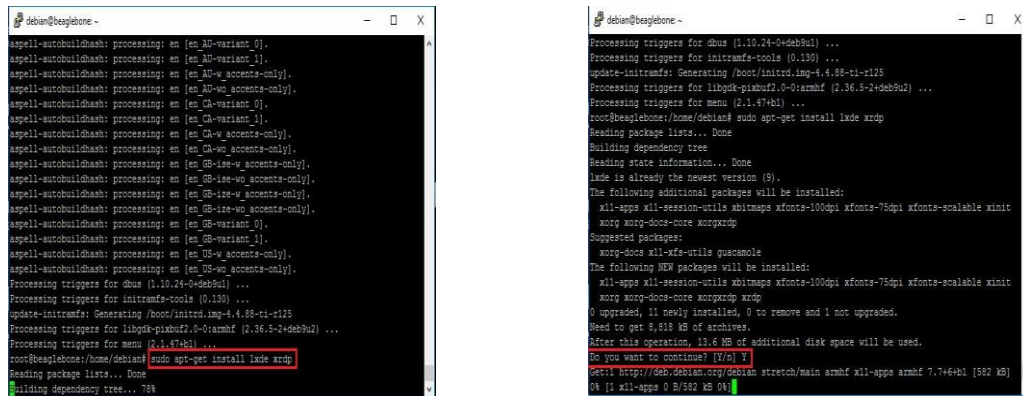 debian@beaglebone: ~
aspell-autobuildhash: processing: en [en_AU-variant_0].
aspell-autobuildhash: processing: en [en_AU-variant_1].
aspell-autobuildhash: processing: en [en_AU-w_accents-only].
aspell-autobuildhash: processing: en [en_AU-wo_accents-only].
aspell-autobuildhash: processing: en [en_CA-variant_0].
aspell-autobuildhash: processing: en [en_CA-variant_1].
aspell-autobuildhash: processing: en [en_CA-w_accents-only].
aspell-autobuildhash: processing: en [en_CA-wo_accents-only].
aspell-autobuildhash: processing: en [en_GB-ise-w_accents-only].
aspell-autobuildhash: processing: en [en_GB-ise-wo_accents-only].
aspell-autobuildhash: processing: en [en_GB-ize-w_accents-only].
aspell-autobuildhash: processing: en [en_GB-ize-wo_accents-only].
aspell-autobuildhash: processing: en [en_GB-variant_0].
aspell-autobuildhash: processing: en [en_GB-variant_1].
aspell-autobuildhash: processing: en [en_US-w_accents-only].
aspell-autobuildhash: processing: en [en_US-wo_accents-only].
Processing triggers for dbus (1.10.24-0+deb9u1) ...
Processing triggers for initramfs-tools (0.130) ...
update-initramfs: Generating /boot/initrd.img-4.4.88-ti-r125
Processing triggers for libgdk-pixbuf2.0-0:armhf (2.36.5-2+deb9u2) ...
Processing triggers for menu (2.1.47+b1) ...
root@beaglebone:/home/debian# sudo apt-get install lxde xrdp
Reading package lists... Done
Building dependency tree... 78%
debian@beaglebone: ~
Processing triggers for dbus (1.10.24-0+deb9u1) ...
Processing triggers for initramfs-tools (0.130) ...
update-initramfs: Generating /boot/initrd.img-4.4.88-ti-r125
Processing triggers for libgdk-pixbuf2.0-0:armhf (2.36.5-2+deb9u2) ...
Processing triggers for menu (2.1.47+b1) ...
root@beaglebone:/home/debian# sudo apt-get install lxde xrdp
Reading package lists... Done
Building dependency tree
Reading state information... Done
lxde is already the newest version (9).
The following additional packages will be installed:
x11-apps x11-session-utils xbitmaps xfonts-100dpi xfonts-75dpi xfonts-scalable xinit
xorg xorg-docs-core xorgxrdp
Suggested packages:
xorg-docs x11-xfs-utils guacamole
The following NEW packages will be installed:
x11-apps x11-session-utils xbitmaps xfonts-100dpi xfonts-75dpi xfonts-scalable xinit
xorg xorg-docs-core xorgxrdp xrdp
0 upgraded, 11 newly installed, 0 to remove and 1 not upgraded.
Need to get 8,818 kB of archives.
After this operation, 13.6 MB of additional disk space will be used.
Do you want to continue? [Y/n] Y
Get:1 http://deb.debian.org/debian stretch/main armhf x11-apps armhf 7.7+6+b1 [582 kB]
0% [1 x11-apps 0 B/582 kB 0%]